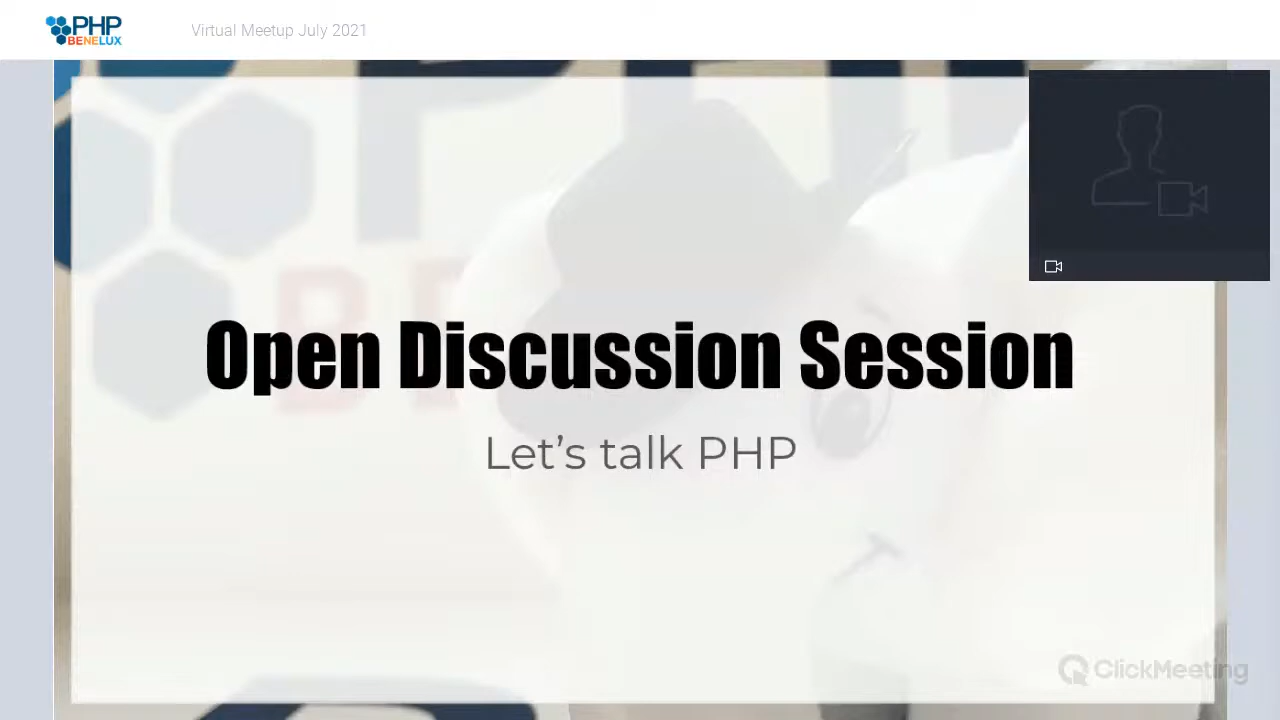 PHP
BENELUX
Virtual Meetup July 2021
Open Discussion Session
Let's talk PHP
ClickMeeting